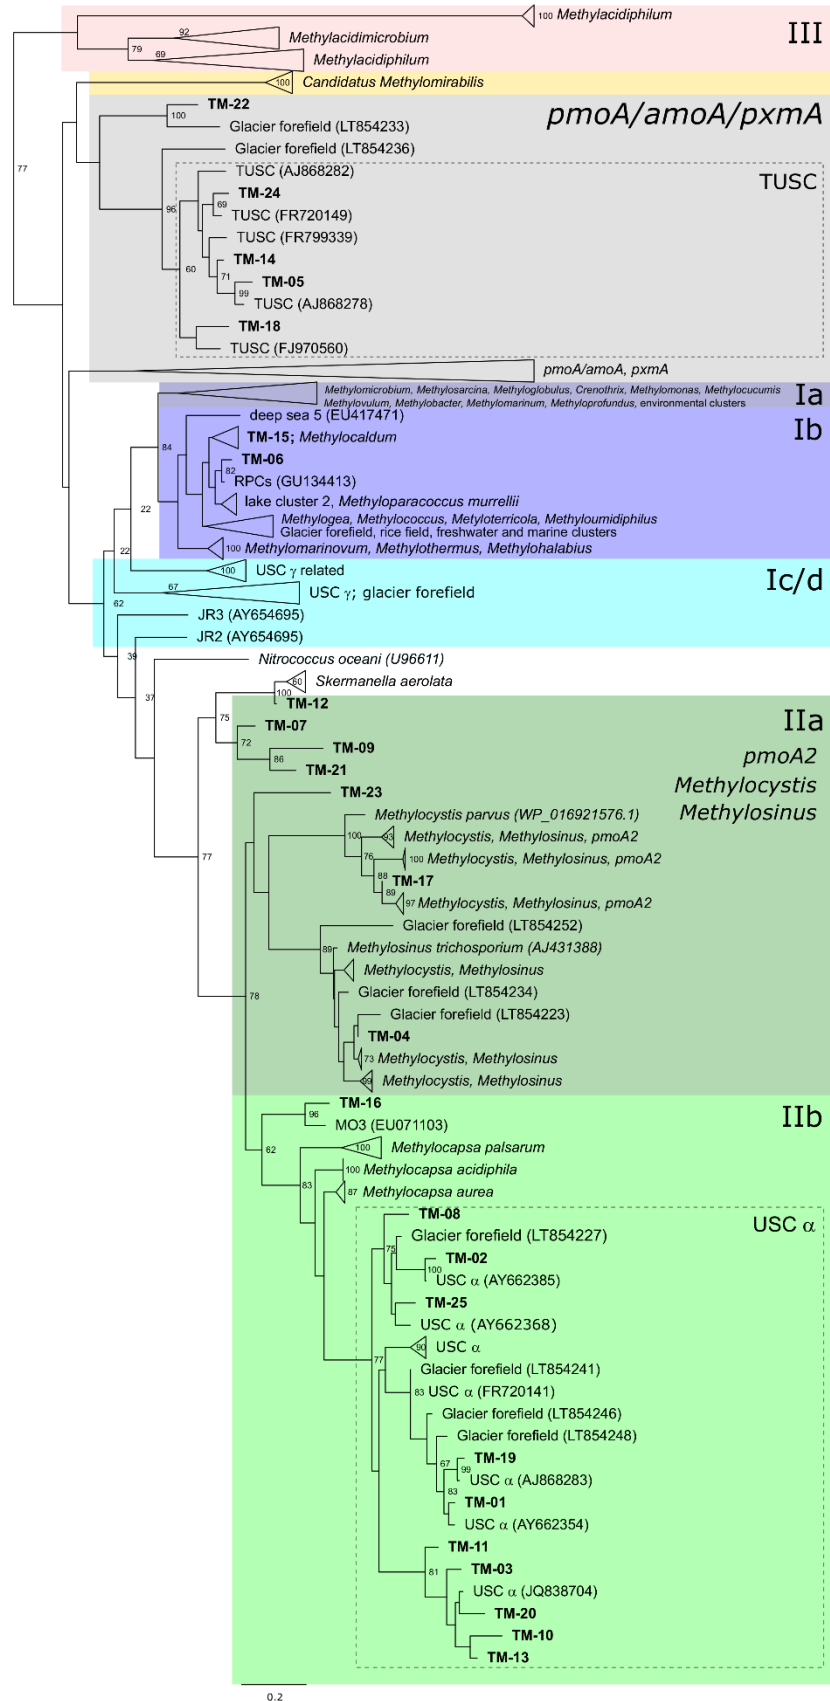 100 Methylacidiphilum
III
92 Methylacidimicrobium
79
69 Methylacidiphilum
100 Candidatus Methylomirabilis
pmoA/amoA/pxmA
TM-22
100
Glacier forefield (LT854233)
Glacier forefield (LT854236)
77
TUSC (AJ868282)
TUSC
TM-24
69
96
TUSC (FR720149)
TUSC (FR799339)
TM-14
60
71
TM-05
99
TUSC (AJ868278)
TM-18
TUSC (FJ970560)
pmoA/amoA, pxmA
Methylomicrobium, Methylosarcina, Methyloglobulus, Crenothrix, Methylomonas, Methylocucumis
Ia
Methylovulum, Methylobacter, Methylomarinum, Methyloprofundus, environmental clusters
deep sea 5 (EU417471)
Ib
TM-15; Methylocaldum
84
TM-06
82
RPCs (GU134413)
lake cluster 2, Methyloparacoccus murrellii
22
Methylogea, Methylococcus, Metyloterricola, Methyloumidiphilus
Glacier forefield, rice field, freshwater and marine clusters
100 Methylomarinovum, Methylothermus, Methylohalabius
22
100 USC γ related
Ic/d
67
USC γ; glacier forefield
62
JR3 (AY654695)
JR2 (AY654695)
39
Nitrococcus oceani (U96611)
60 Skermanella aerolata
37
100
TM-12
75
IIa
TM-07
72
TM-09
pmoA2
86
TM-21
Methylocystis
TM-23
Methylosinus
Methylocystis parvus (WP_016921576.1)
100
93 Methylocystis, Methylosinus, pmoA2
77
76
100 Methylocystis, Methylosinus, pmoA2
88
TM-17
89
97 Methylocystis, Methylosinus, pmoA2
Glacier forefield (LT854252)
89 Methylosinus trichosporium (AJ431388)
Methylocystis, Methylosinus
Glacier forefield (LT854234)
78
Glacier forefield (LT854223)
TM-04
73 Methylocystis, Methylosinus
99 Methylocystis, Methylosinus
TM-16
IIb
96
MO3 (EU071103)
62
100 Methylocapsa palsarum
100 Methylocapsa acidiphila
83
87 Methylocapsa aurea
TM-08
USC α
Glacier forefield (LT854227)
75
TM-02
100
USC α (AY662385)
TM-25
USC α (AY662368)
90 USC α
77
Glacier forefield (LT854241)
83 USC α (FR720141)
Glacier forefield (LT854246)
Glacier forefield (LT854248)
TM-19
67
99
USC α (AJ868283)
83
TM-01
USC α (AY662354)
TM-11
81
TM-03
USC α (JQ838704)
TM-20
TM-10
TM-13
0.2